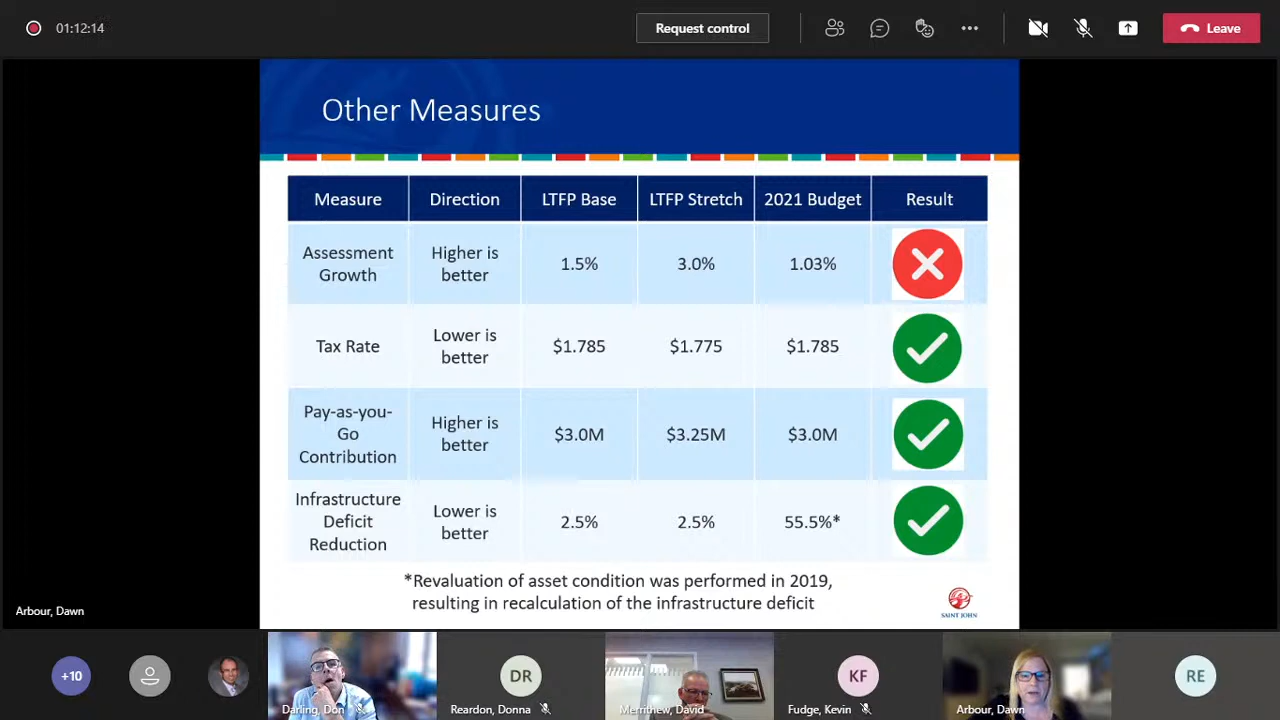 01:12:14
Request control
Leave
Other Measures
Measure Direction LTFP Base LTFP Stretch 2021 Budget Result
Assessment
Growth
Higher is
better
1.5% 3.0% 1.03%
Tax Rate
Lower is
better
$1.785 $1.775 $1.785
Pay-as-you-
Go
Contribution
Higher is
better
$3.0M $3.25M $3.0M
Infrastructure
Deficit
Reduction
Lower is
better
2.5% 2.5% 55.5%*
*Revaluation of asset condition was performed in 2019,
resulting in recalculation of the infrastructure deficit
SAINT JOHN
Arbour, Dawn
+10
DR
KF
RE
Darling, Don
Reardon, Donna
Merrithew, David
Fudge, Kevin
Arbour, Dawn